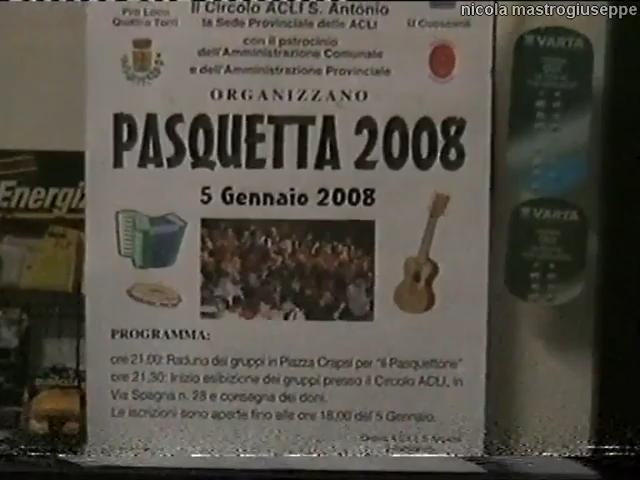 nicola mastrogiuseppe
Pro Loco
Quattro Torri
Il Circolo ACLI S. Antonio
la Sede Provinciale delle ACLI
con il patrocinio
dell'Amministrazione Comunale
e dell'Amministrazione Provinciale
ORGANIZZANO
PASQUETTA 2008
5 Gennaio 2008
PROGRAMMA:
ore 21,00: Raduno dei gruppi in Piazza Crapsi per "il Pasquettone"
ore 21,30: Inizio esibizione dei gruppi presso il Circolo ACLI, in
Via Spagna n. 28 e consegna dei doni.
Le iscrizioni sono aperte fino alle ore 18,00 del 5 Gennaio.
Energiz
VARTA
VARTA